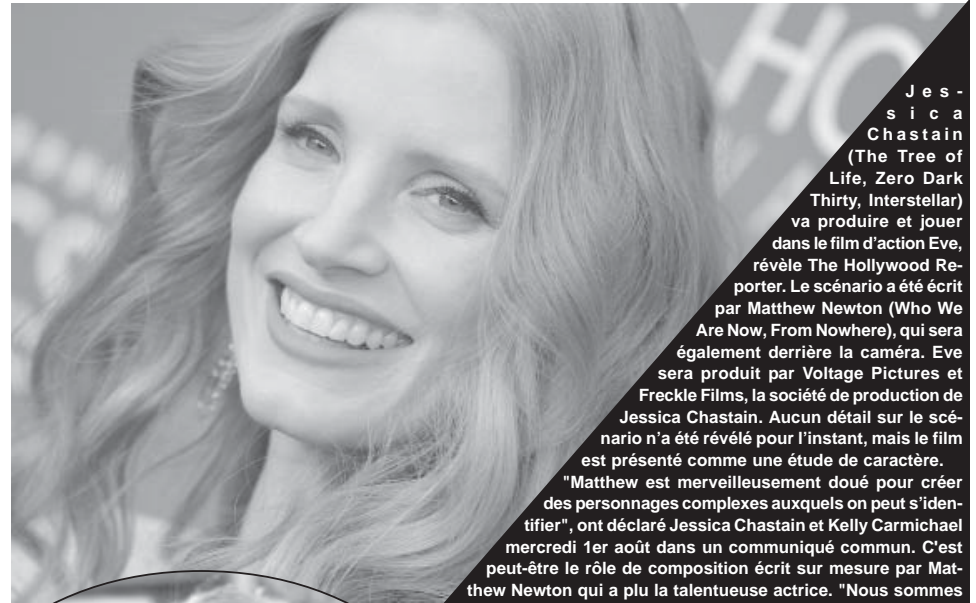 HO
Jes-
sica
Chastain
(The Tree of
Life, Zero Dark
Thirty, Interstellar)
va produire et jouer
dans le film d’action Eve,
révèle The Hollywood Re-
porter. Le scénario a été écrit
par Matthew Newton (Who We
Are Now, From Nowhere), qui sera
également derrière la caméra. Eve
sera produit par Voltage Pictures et
Freckle Films, la société de production de
Jessica Chastain. Aucun détail sur le scé-
nario n’a été révélé pour l’instant, mais le film
est présenté comme une étude de caractère.
"Matthew est merveilleusement doué pour créer
des personnages complexes auxquels on peut s’iden-
tifier", ont déclaré Jessica Chastain et Kelly Carmichael
mercredi 1er août dans un communiqué commun. C'est
peut-être le rôle de composition écrit sur mesure par Mat-
thew Newton qui a plu la talentueuse actrice. "Nous sommes